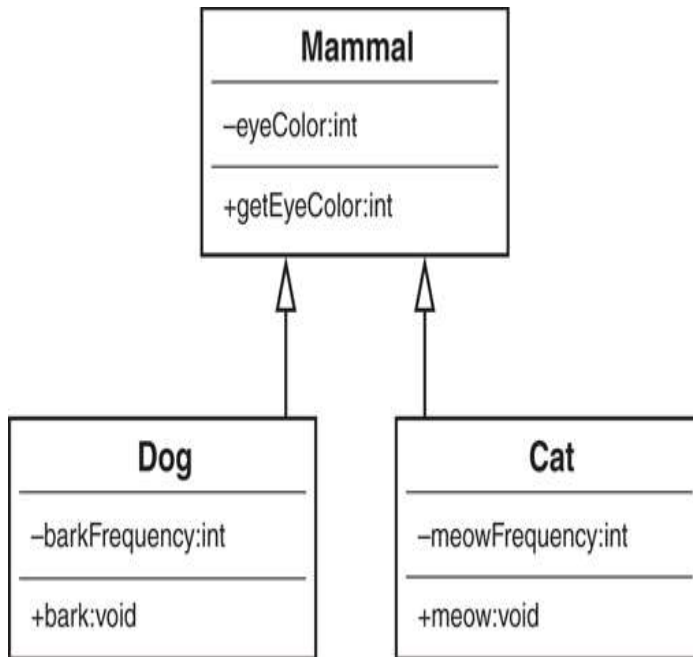 Mammal
–eyeColor:int
+getEyeColor:int
Dog
–barkFrequency:int
+bark:void
Cat
–meowFrequency:int
+meow:void